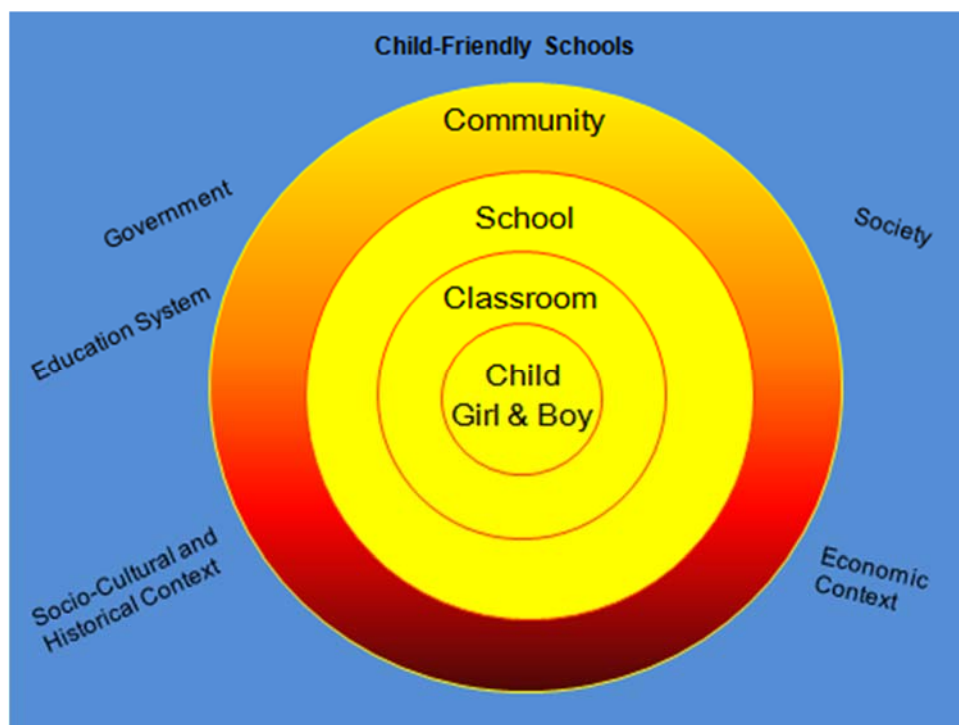 Child-Friendly Schools
Community
Government
School
Society
Education System
Classroom
Child
Girl & Boy
Socio-Cultural and
Historical Context
Economic
Context